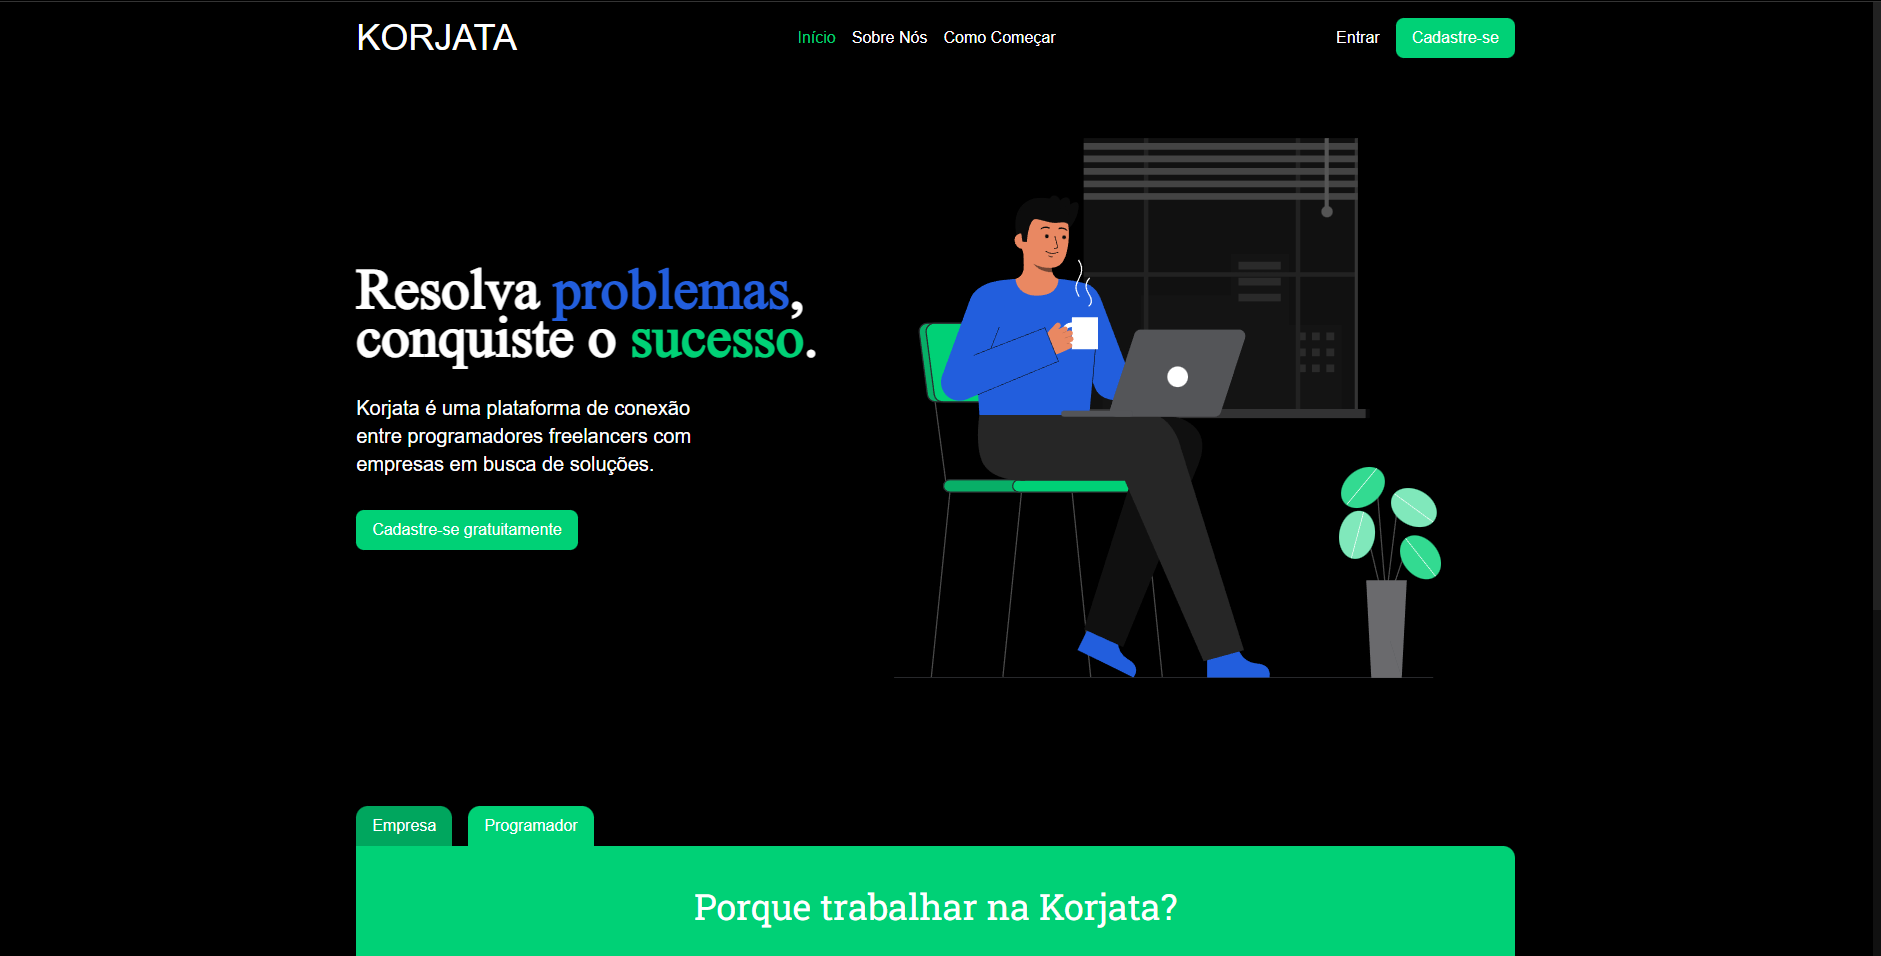 KORJATA
Início Sobre Nós Como Começar
Entrar Cadastre-se
Resolva problemas,
conquiste o sucesso.
Korjata é uma plataforma de conexão
entre programadores freelancers com
empresas em busca de soluções.
Cadastre-se gratuitamente
Empresa Programador
Porque trabalhar na Korjata?